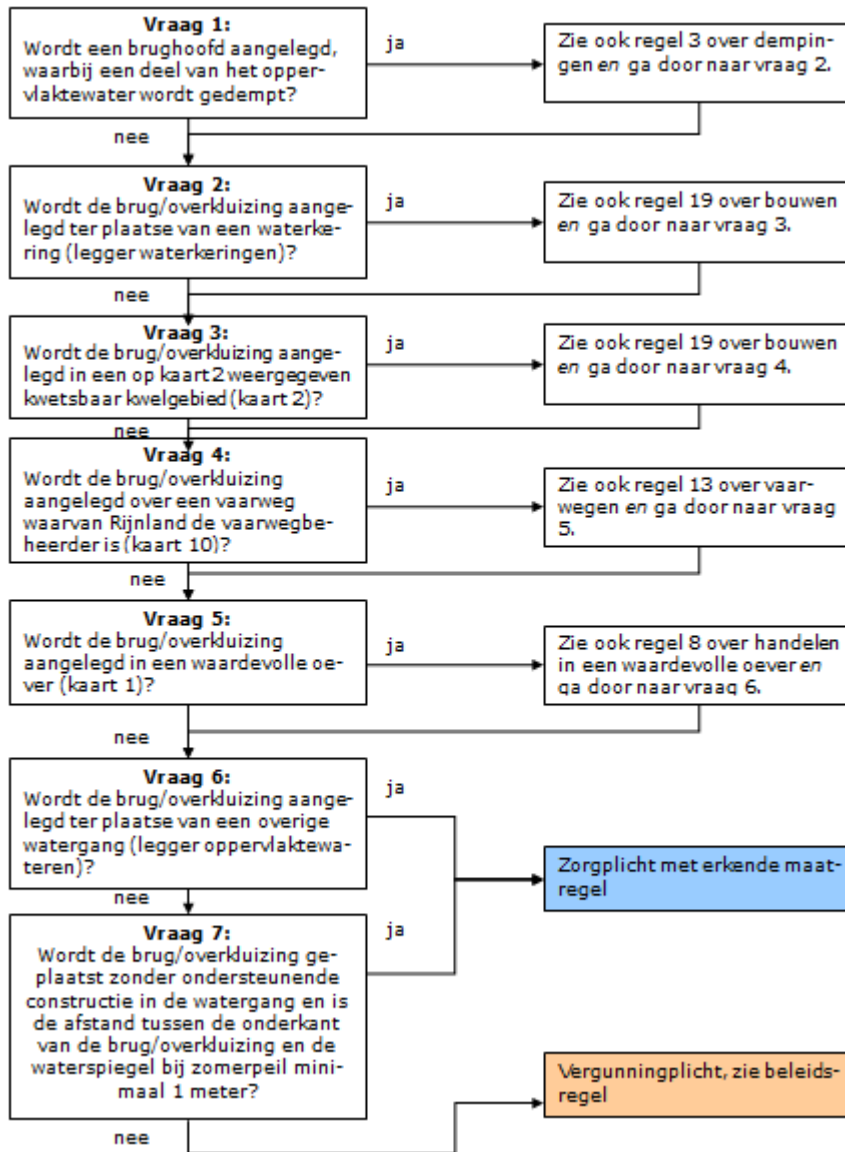 Vraag 1:
Wordt een brughoofd aangelegd,
waarbij een deel van het opper-
vlaktewater wordt gedempt?
ja
Zie ook regel 3 over dempin-
gen en ga door naar vraag 2.
nee
Vraag 2:
Wordt de brug/overkluizing aange-
legd ter plaatse van een waterke-
ring (legger waterkeringen)?
ja
Zie ook regel 19 over bouwen
en ga door naar vraag 3.
nee
Vraag 3:
Wordt de brug/overkluizing aange-
legd in een op kaart 2 weergegeven
kwetsbaar kwelgebied (kaart 2)?
ja
Zie ook regel 19 over bouwen
en ga door naar vraag 4.
nee
Vraag 4:
Wordt de brug/overkluizing
aangelegd over een vaarweg
waarvan Rijnland de vaarwegbe-
heerder is (kaart 10)?
ja
Zie ook regel 13 over vaar-
wegen en ga door naar vraag
5.
nee
Vraag 5:
Wordt de brug/overkluizing
aangelegd in een waardevolle oe-
ver (kaart 1)?
ja
Zie ook regel 8 over handelen
in een waardevolle oever en
ga door naar vraag 6.
nee
Vraag 6:
Wordt de brug/overkluizing aange-
legd ter plaatse van een overige
watergang (legger oppervlaktewa-
teren)?
ja
Zorgplicht met erkende maat-
regel
nee
Vraag 7:
Wordt de brug/overkluizing ge-
plaatst zonder ondersteunende
constructie in de watergang en is
de afstand tussen de onderkant
van de brug/overkluizing en de
waterspiegel bij zomerpeil mini-
maal 1 meter?
ja
Vergunningplicht, zie beleids-
regel
nee